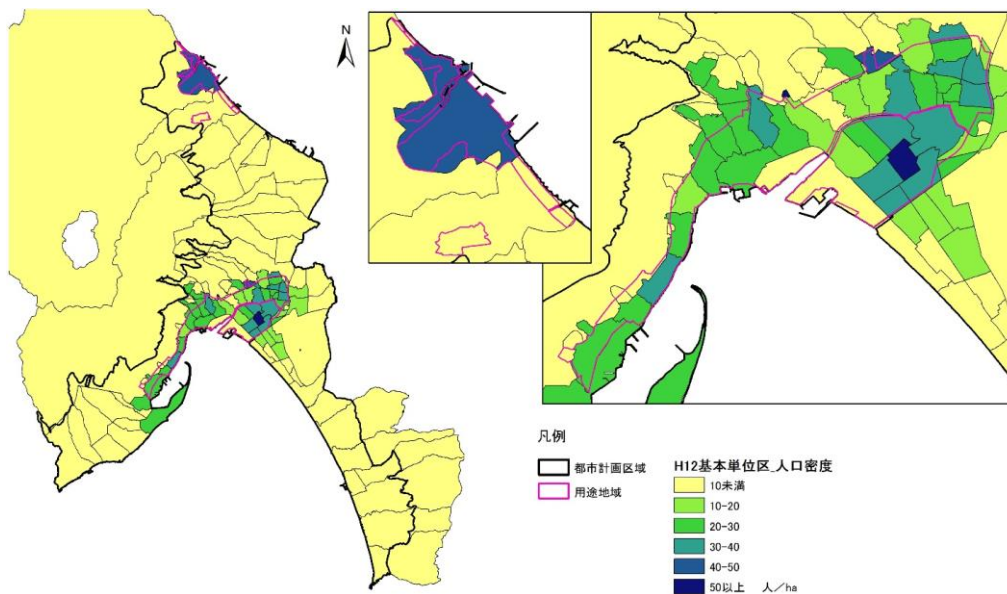 N
凡例
都市計画区域
用途地域
H12基本単位区_人口密度
10未満
10-20
20-30
30-40
40-50
50以上 人/ha